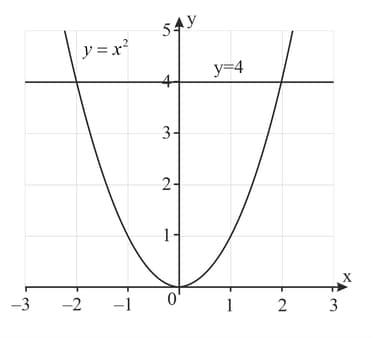 5
y
y = x²
y=4
4
3
2
1
x
–3 –2 –1 0 1 2 3